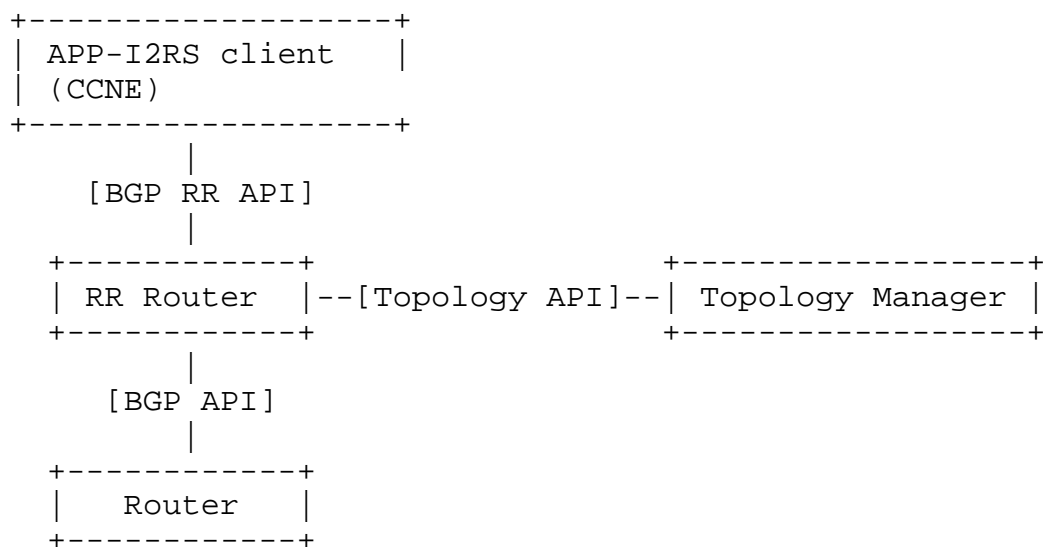 +-------------------+
| APP-I2RS client   |
| (CCNE)
+-------------------+
         |
    [BGP RR API]
         |
  +------------+                  +-----------------+
  | RR Router  |--[Topology API]--| Topology Manager |
  +------------+                  +-----------------+
         |
     [BGP API]
         |
  +------------+
  |   Router   |
  +------------+